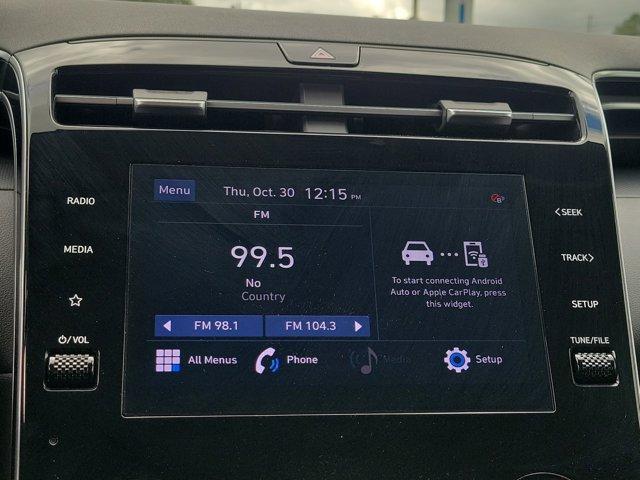 Menu Thu, Oct. 30 12:15 PM
FM
99.5
No
Country
To start connecting Android
Auto or Apple CarPlay, press
this widget.
FM 98.1 FM 104.3
All Menus Phone Media Setup
RADIO
MEDIA
/VOL
<SEEK
TRACK>
SETUP
TUNE/FILE